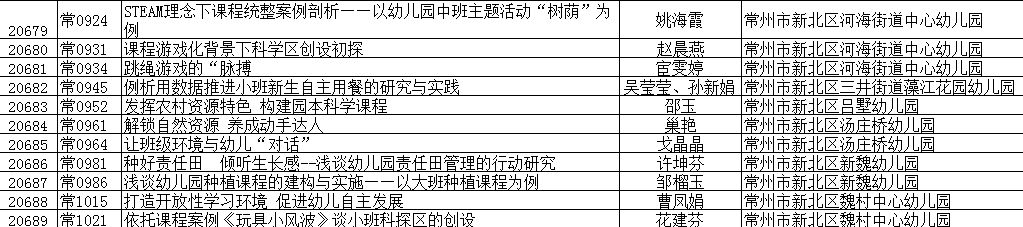 20679 常0924 STEAM理念下课程统整案例剖析——以幼儿园中班主题活动“树荫”为例 姚海霞 常州市新北区河海街道中心幼儿园
20680 常0931 课程游戏化背景下科学区创设初探 赵晨燕 常州市新北区河海街道中心幼儿园
20681 常0934 跳绳游戏的“脉搏 宦雯婷 常州市新北区河海街道中心幼儿园
20682 常0945 例析用数据推进小班新生自主用餐的研究与实践 吴莹莹、孙新娟 常州市新北区三井街道藻江花园幼儿园
20683 常0952 发挥农村资源特色 构建园本科学课程 邵玉 常州市新北区吕墅幼儿园
20684 常0961 解锁自然资源 养成动手达人 巢艳 常州市新北区汤庄桥幼儿园
20685 常0964 让班级环境与幼儿“对话” 戈晶晶 常州市新北区汤庄桥幼儿园
20686 常0981 种好责任田  倾听生长感--浅谈幼儿园责任田管理的行动研究 许坤芬 常州市新北区新魏幼儿园
20687 常0986 浅谈幼儿园种植课程的建构与实施——以大班种植课程为例 邹榴玉 常州市新北区新魏幼儿园
20688 常1015 打造开放性学习环境 促进幼儿自主发展 曹凤娟 常州市新北区魏村中心幼儿园
20689 常1021 依托课程案例《玩具小风波》谈小班科探区的创设 花建芬 常州市新北区魏村中心幼儿园